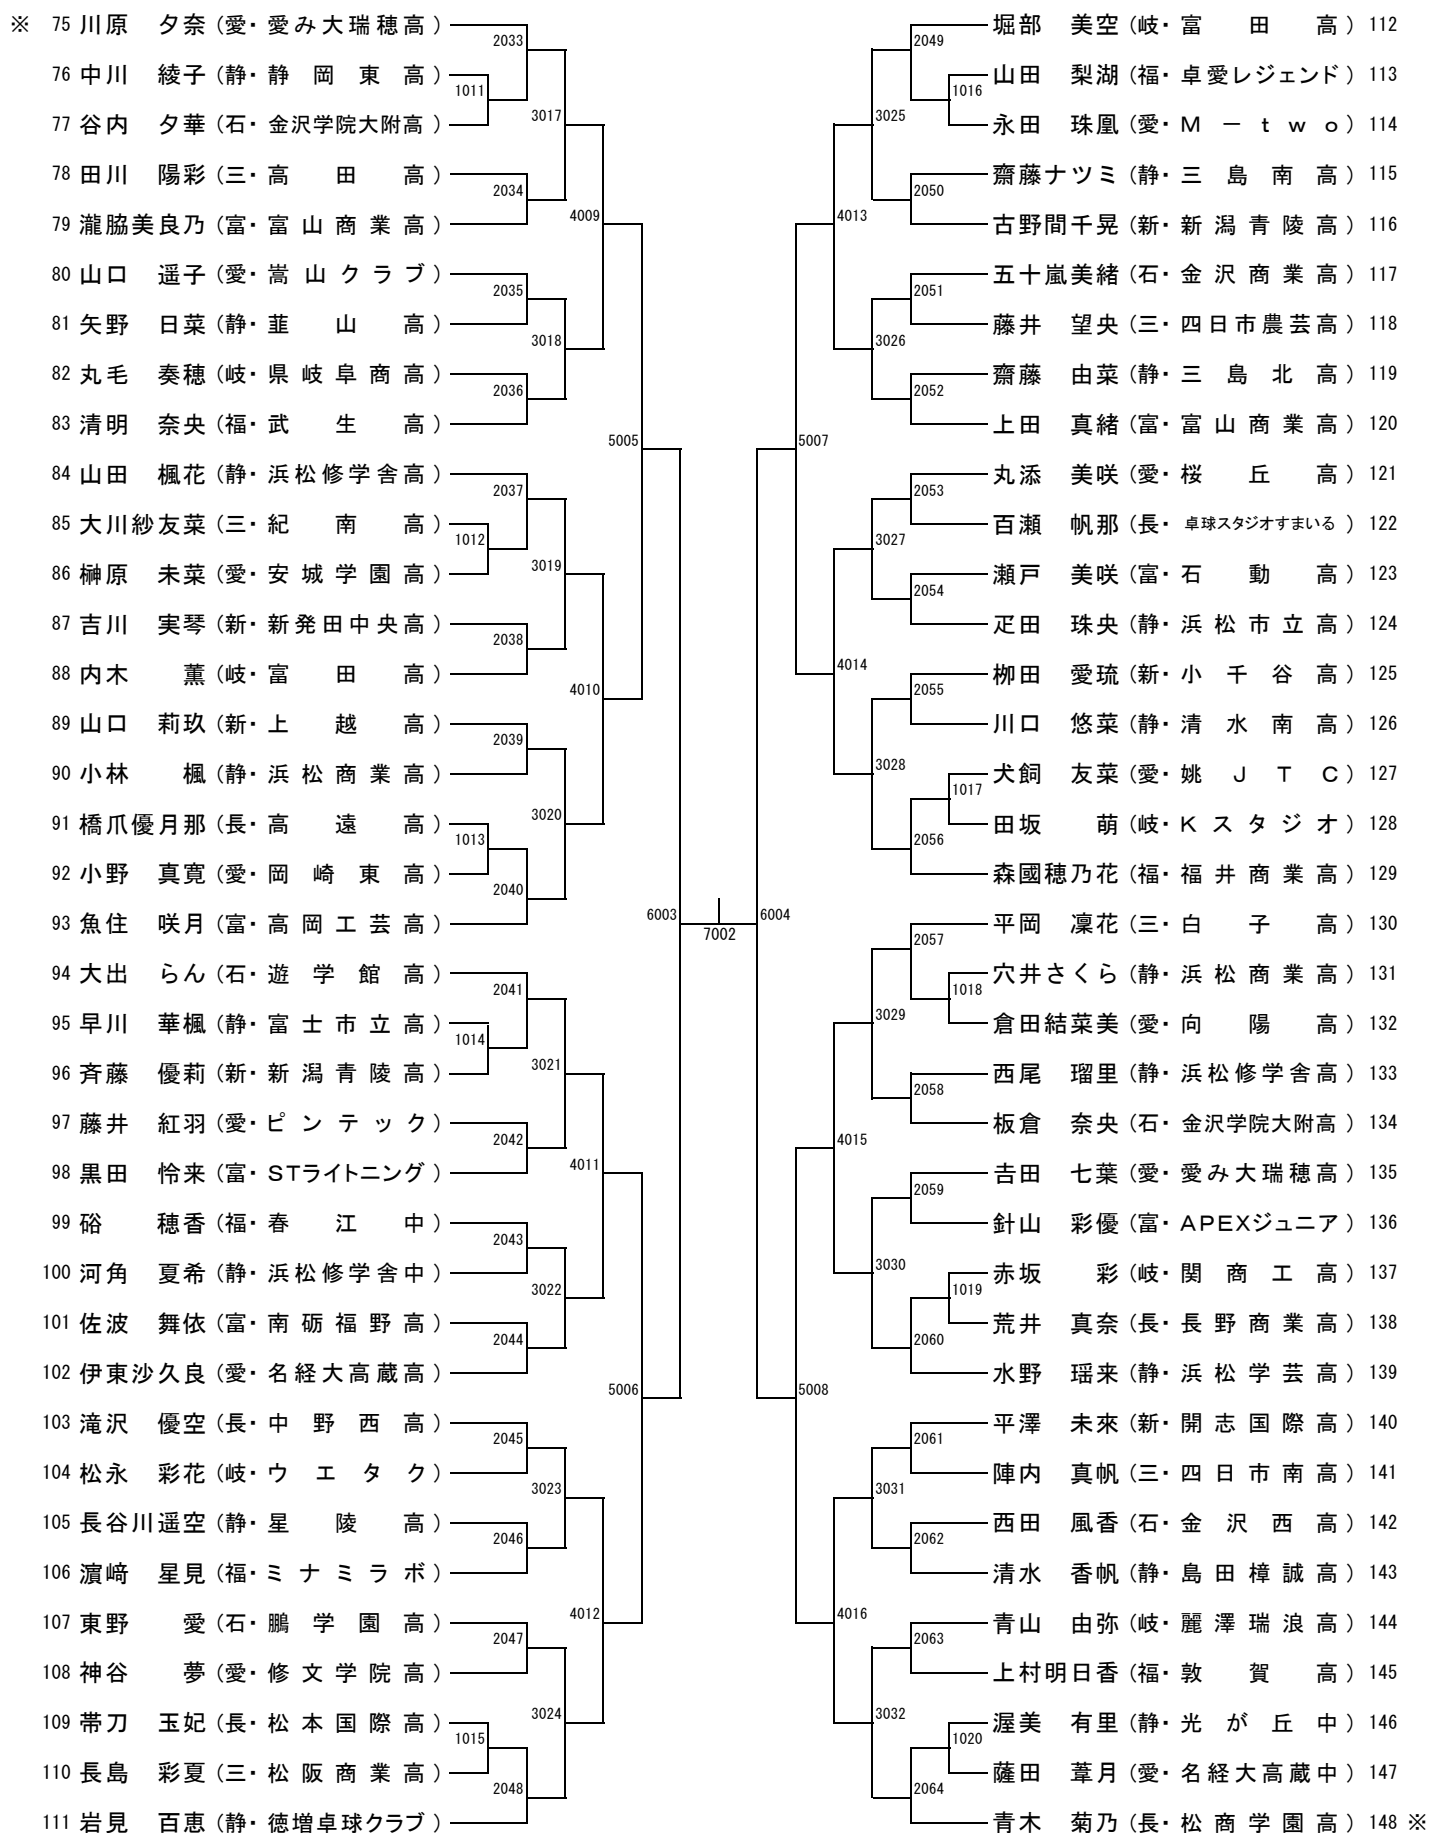 ※ 75 川原 夕奈 (愛・愛み大瑞穂高)
76 中川 綾子 (静・静岡東高)
77 谷内 夕華 (石・金沢学院大附高)
78 田川 陽彩 (三・高田高)
79 瀧脇美良乃 (富・富山商業高)
80 山口 遥子 (愛・嵩山クラブ)
81 矢野 日菜 (静・韮山高)
82 丸毛 奏穂 (岐・県岐阜商高)
83 清明 奈央 (福・武生高)
84 山田 楓花 (静・浜松修学舎高)
85 大川紗友菜 (三・紀南高)
86 榊原 未菜 (愛・安城学園高)
87 吉川 実琴 (新・新発田中央高)
88 内木 薫 (岐・富田高)
89 山口 莉玖 (新・上越高)
90 小林 楓 (静・浜松商業高)
91 橋爪優月那 (長・高遠高)
92 小野 真寛 (愛・岡崎東高)
93 魚住 咲月 (富・高岡工芸高)
94 大出 らん (石・遊学館高)
95 早川 華楓 (静・富士市立高)
96 斉藤 優莉 (新・新潟青陵高)
97 藤井 紅羽 (愛・ピンテック)
98 黒田 怜来 (富・STライトニング)
99 硲 穂香 (福・春江中)
100 河角 夏希 (静・浜松修学舎中)
101 佐波 舞依 (富・南砺福野高)
102 伊東沙久良 (愛・名経大高蔵高)
103 滝沢 優空 (長・中野西高)
104 松永 彩花 (岐・ウエタク)
105 長谷川遥空 (静・星陵高)
106 濵﨑 星見 (福・ミナミラボ)
107 東野 愛 (石・鵬学園高)
108 神谷 夢 (愛・修文学院高)
109 帯刀 玉妃 (長・松本国際高)
110 長島 彩夏 (三・松阪商業高)
111 岩見 百恵 (静・徳増卓球クラブ)
2033
1011
3017
2034
4009
2035
3018
2036
5005
2037
1012
3019
2038
4010
2039
3020
1013
2040
6003
2041
1014
3021
2042
4011
2043
3022
2044
5006
2045
3023
2046
4012
2047
3024
1015
2048
7002
6004
2049
1016
3025
2050
4013
2051
3026
2052
5007
2053
3027
2054
4014
2055
3028
1017
2056
2057
1018
3029
2058
4015
2059
3030
1019
2060
5008
2061
3031
2062
4016
2063
3032
1020
2064
堀部 美空 (岐・富田高) 112
山田 梨湖 (福・卓愛レジェンド) 113
永田 珠凰 (愛・M－two) 114
齋藤ナツミ (静・三島南高) 115
古野間千晃 (新・新潟青陵高) 116
五十嵐美緒 (石・金沢商業高) 117
藤井 望央 (三・四日市農芸高) 118
齋藤 由菜 (静・三島北高) 119
上田 真緒 (富・富山商業高) 120
丸添 美咲 (愛・桜丘高) 121
百瀬 帆那 (長・卓球スタジオすまいる) 122
瀬戸 美咲 (富・石動高) 123
疋田 珠央 (静・浜松市立高) 124
栁田 愛琉 (新・小千谷高) 125
川口 悠菜 (静・清水南高) 126
犬飼 友菜 (愛・姚JTC) 127
田坂 萌 (岐・Kスタジオ) 128
森國穂乃花 (福・福井商業高) 129
平岡 凜花 (三・白子高) 130
穴井さくら (静・浜松商業高) 131
倉田結菜美 (愛・向陽高) 132
西尾 瑠里 (静・浜松修学舎高) 133
板倉 奈央 (石・金沢学院大附高) 134
𠮷田 七葉 (愛・愛み大瑞穂高) 135
針山 彩優 (富・APEXジュニア) 136
赤坂 彩 (岐・関商工高) 137
荒井 真奈 (長・長野商業高) 138
水野 瑶来 (静・浜松学芸高) 139
平澤 未來 (新・開志国際高) 140
陣内 真帆 (三・四日市南高) 141
西田 風香 (石・金沢西高) 142
清水 香帆 (静・島田樟誠高) 143
青山 由弥 (岐・麗澤瑞浪高) 144
上村明日香 (福・敦賀高) 145
渥美 有里 (静・光が丘中) 146
薩田 葦月 (愛・名経大高蔵中) 147
青木 菊乃 (長・松商学園高) 148 ※